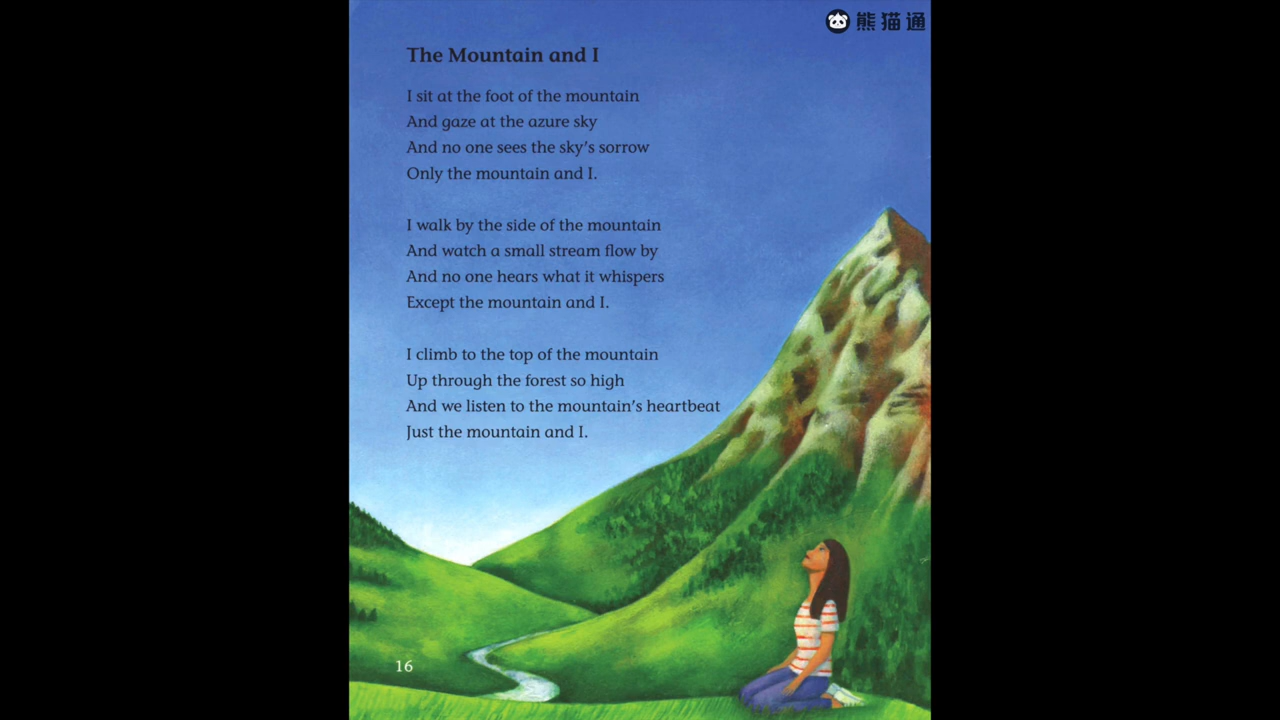 熊猫通
The Mountain and I
I sit at the foot of the mountain
And gaze at the azure sky
And no one sees the sky's sorrow
Only the mountain and I.
I walk by the side of the mountain
And watch a small stream flow by
And no one hears what it whispers
Except the mountain and I.
I climb to the top of the mountain
Up through the forest so high
And we listen to the mountain's heartbeat
Just the mountain and I.
16